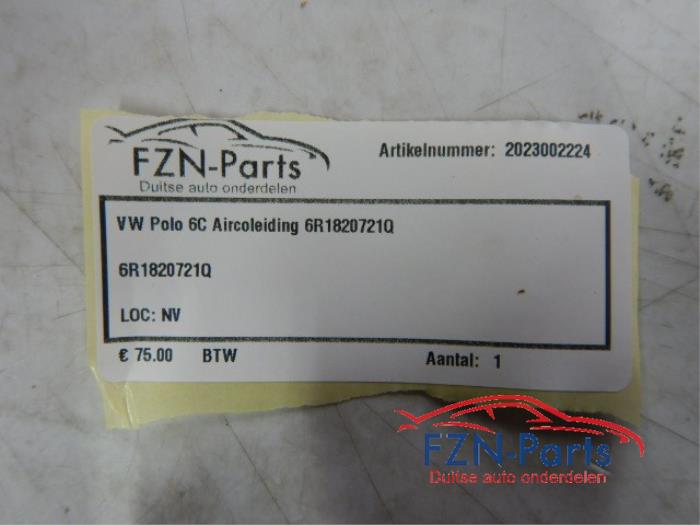 FZN-Parts
Duitse auto onderdelen
Artikelnummer: 2023002224
VW Polo 6C Aircoleiding 6R1820721Q
6R1820721Q
LOC: NV
€ 75.00 BTW
Aantal: 1
FZN-Parts
Duitse auto onderdelen